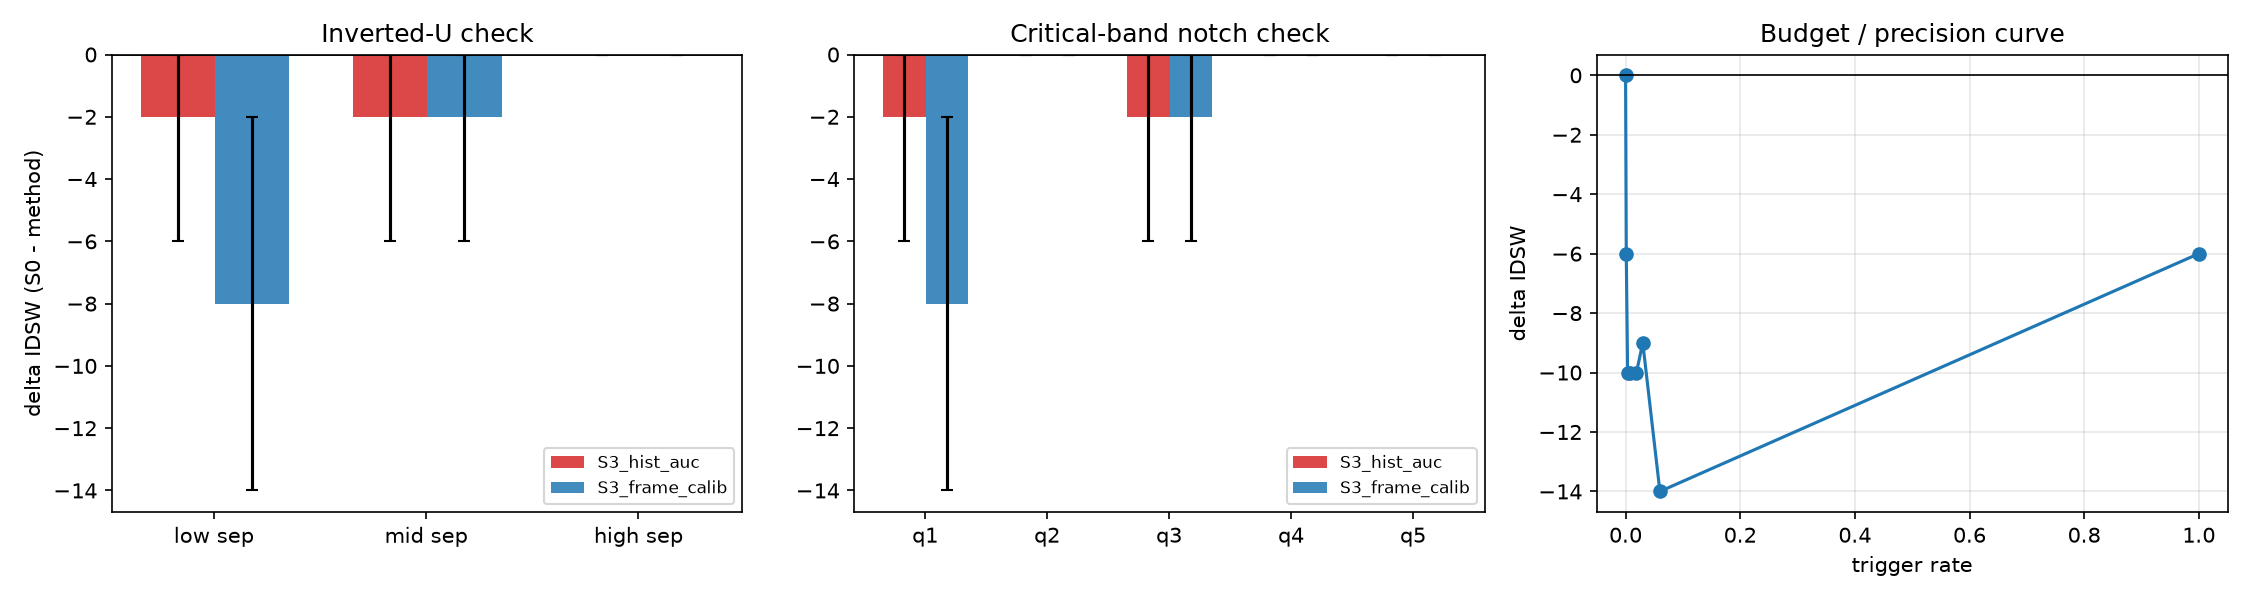 Inverted-U check
delta IDSW (S0 - method)
0
−2
−4
−6
−8
−10
−12
−14
low sep
mid sep
high sep
S3_hist_auc
S3_frame_calib
Critical-band notch check
0
−2
−4
−6
−8
−10
−12
−14
q1
q2
q3
q4
q5
S3_hist_auc
S3_frame_calib
Budget / precision curve
delta IDSW
0
−2
−4
−6
−8
−10
−12
−14
0.0
0.2
0.4
0.6
0.8
1.0
trigger rate